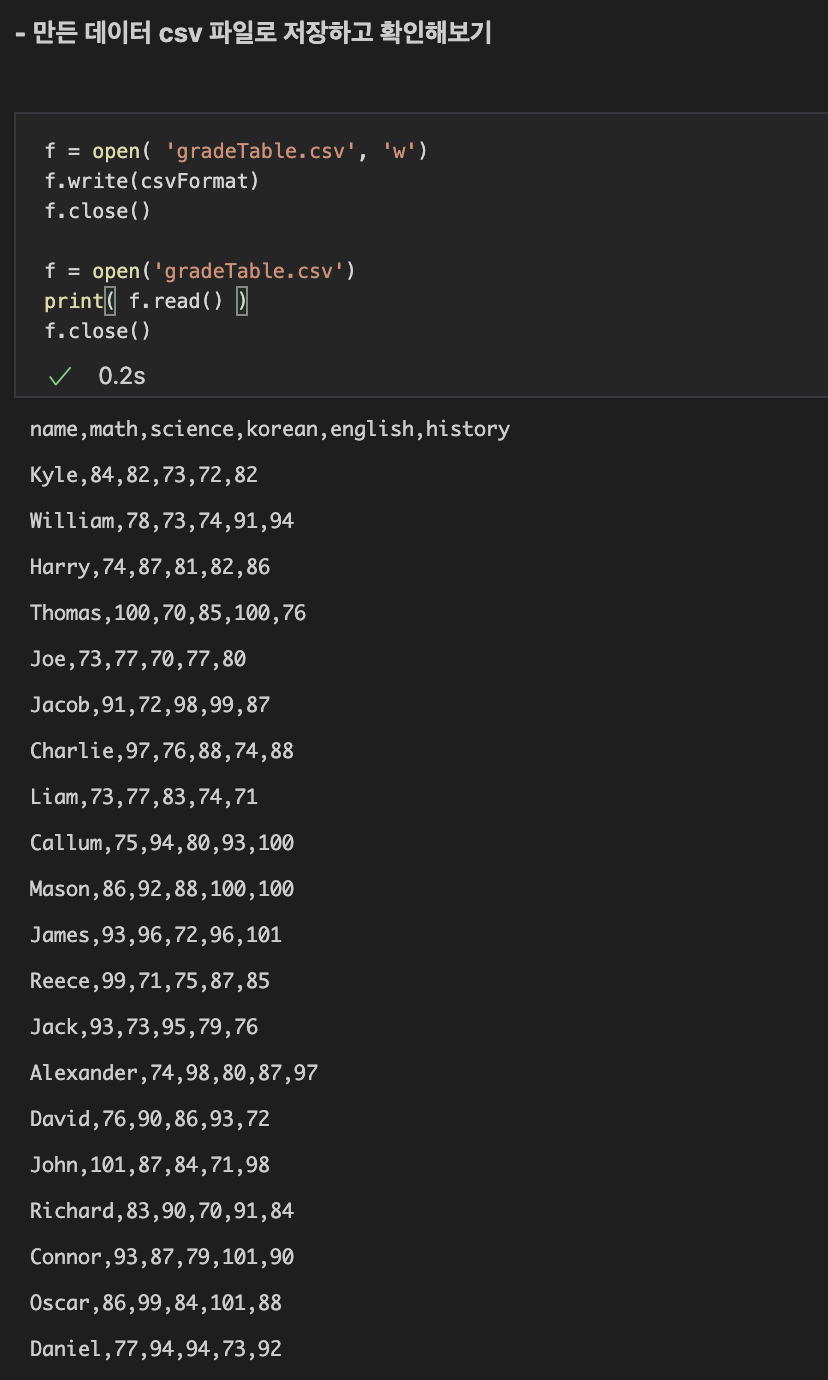 - 만든 데이터 csv 파일로 저장하고 확인해보기
f = open( 'gradeTable.csv', 'w')
f.write(csvFormat)
f.close()
f = open('gradeTable.csv')
print( f.read() )
f.close()
✓ 0.2s
name,math,science,korean,english,history
Kyle,84,82,73,72,82
William,78,73,74,91,94
Harry,74,87,81,82,86
Thomas,100,70,85,100,76
Joe,73,77,70,77,80
Jacob,91,72,98,99,87
Charlie,97,76,88,74,88
Liam,73,77,83,74,71
Callum,75,94,80,93,100
Mason,86,92,88,100,100
James,93,96,72,96,101
Reece,99,71,75,87,85
Jack,93,73,95,79,76
Alexander,74,98,80,87,97
David,76,90,86,93,72
John,101,87,84,71,98
Richard,83,90,70,91,84
Connor,93,87,79,101,90
Oscar,86,99,84,101,88
Daniel,77,94,94,73,92